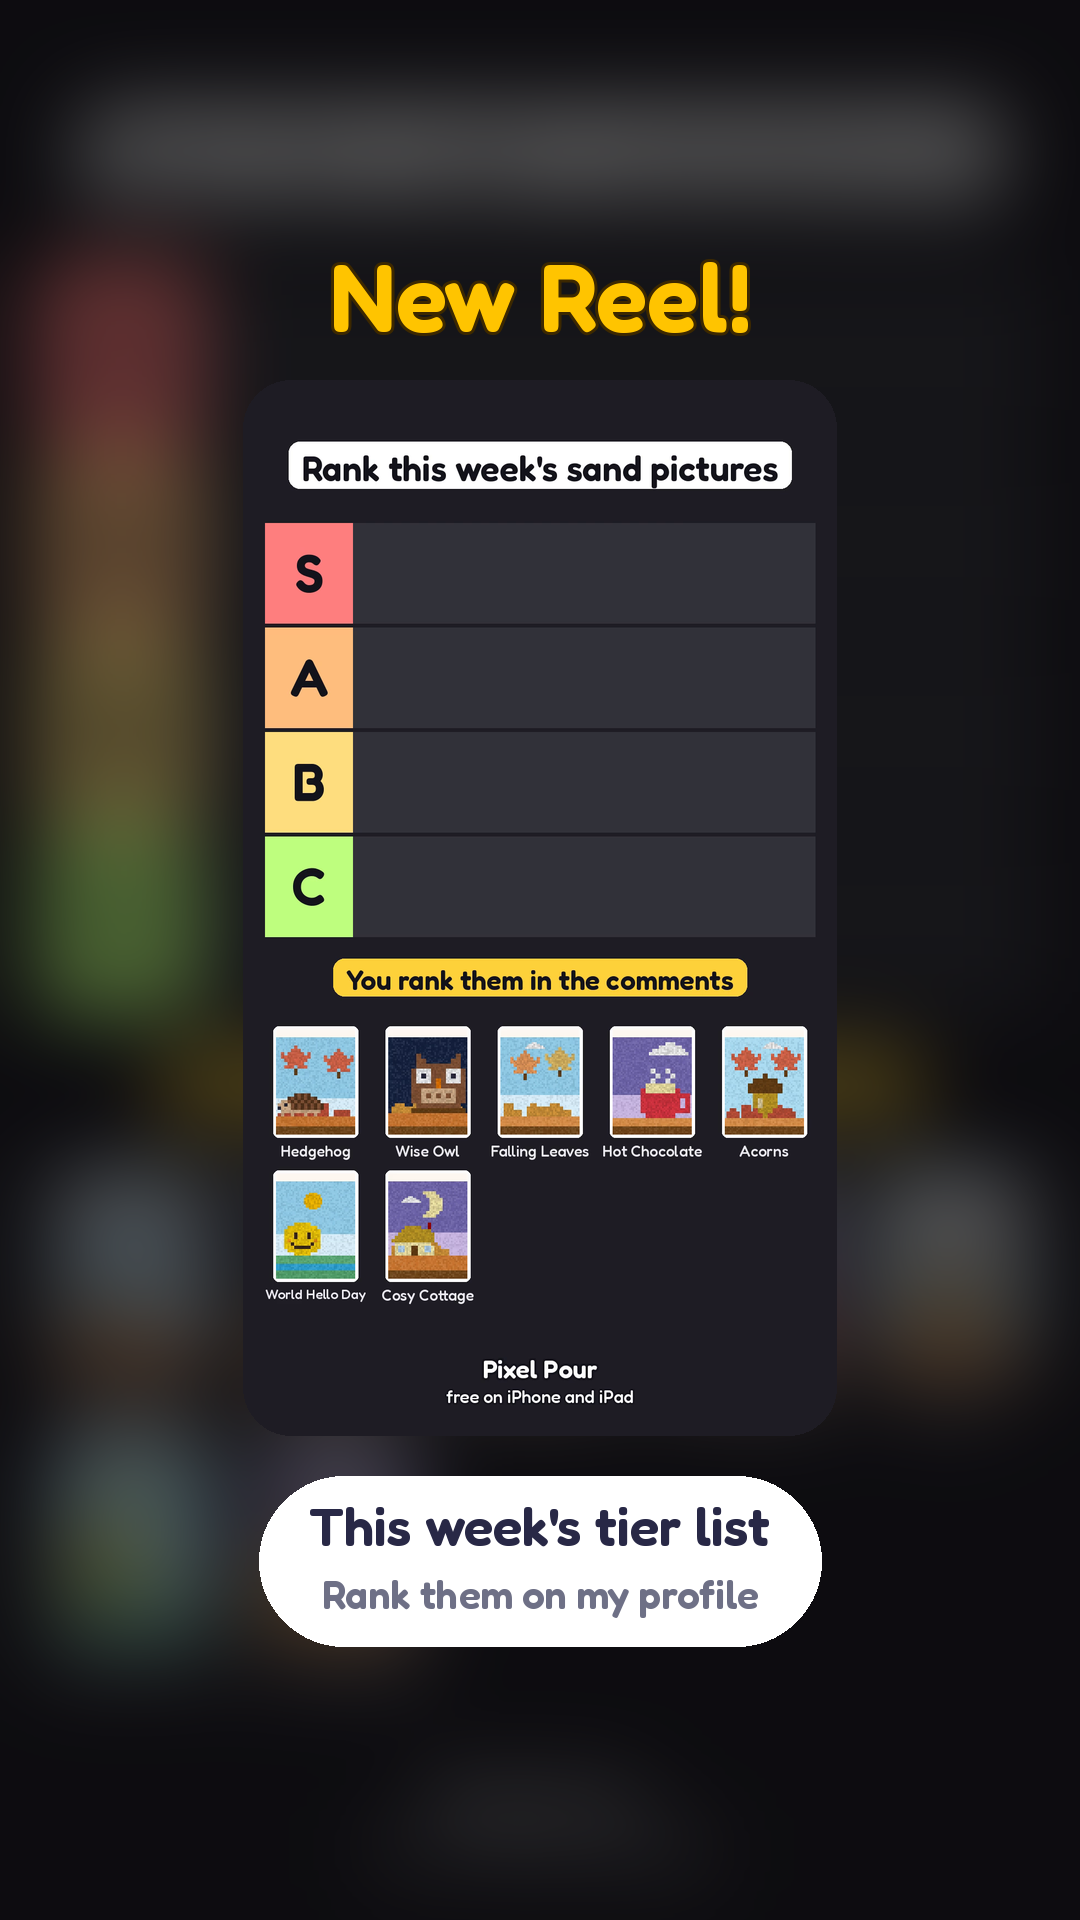 New Reel!
Rank this week's sand pictures
S
A
B
C
You rank them in the comments
Hedgehog
Wise Owl
Falling Leaves
Hot Chocolate
Acorns
World Hello Day
Cosy Cottage
Pixel Pour
free on iPhone and iPad
This week's tier list
Rank them on my profile